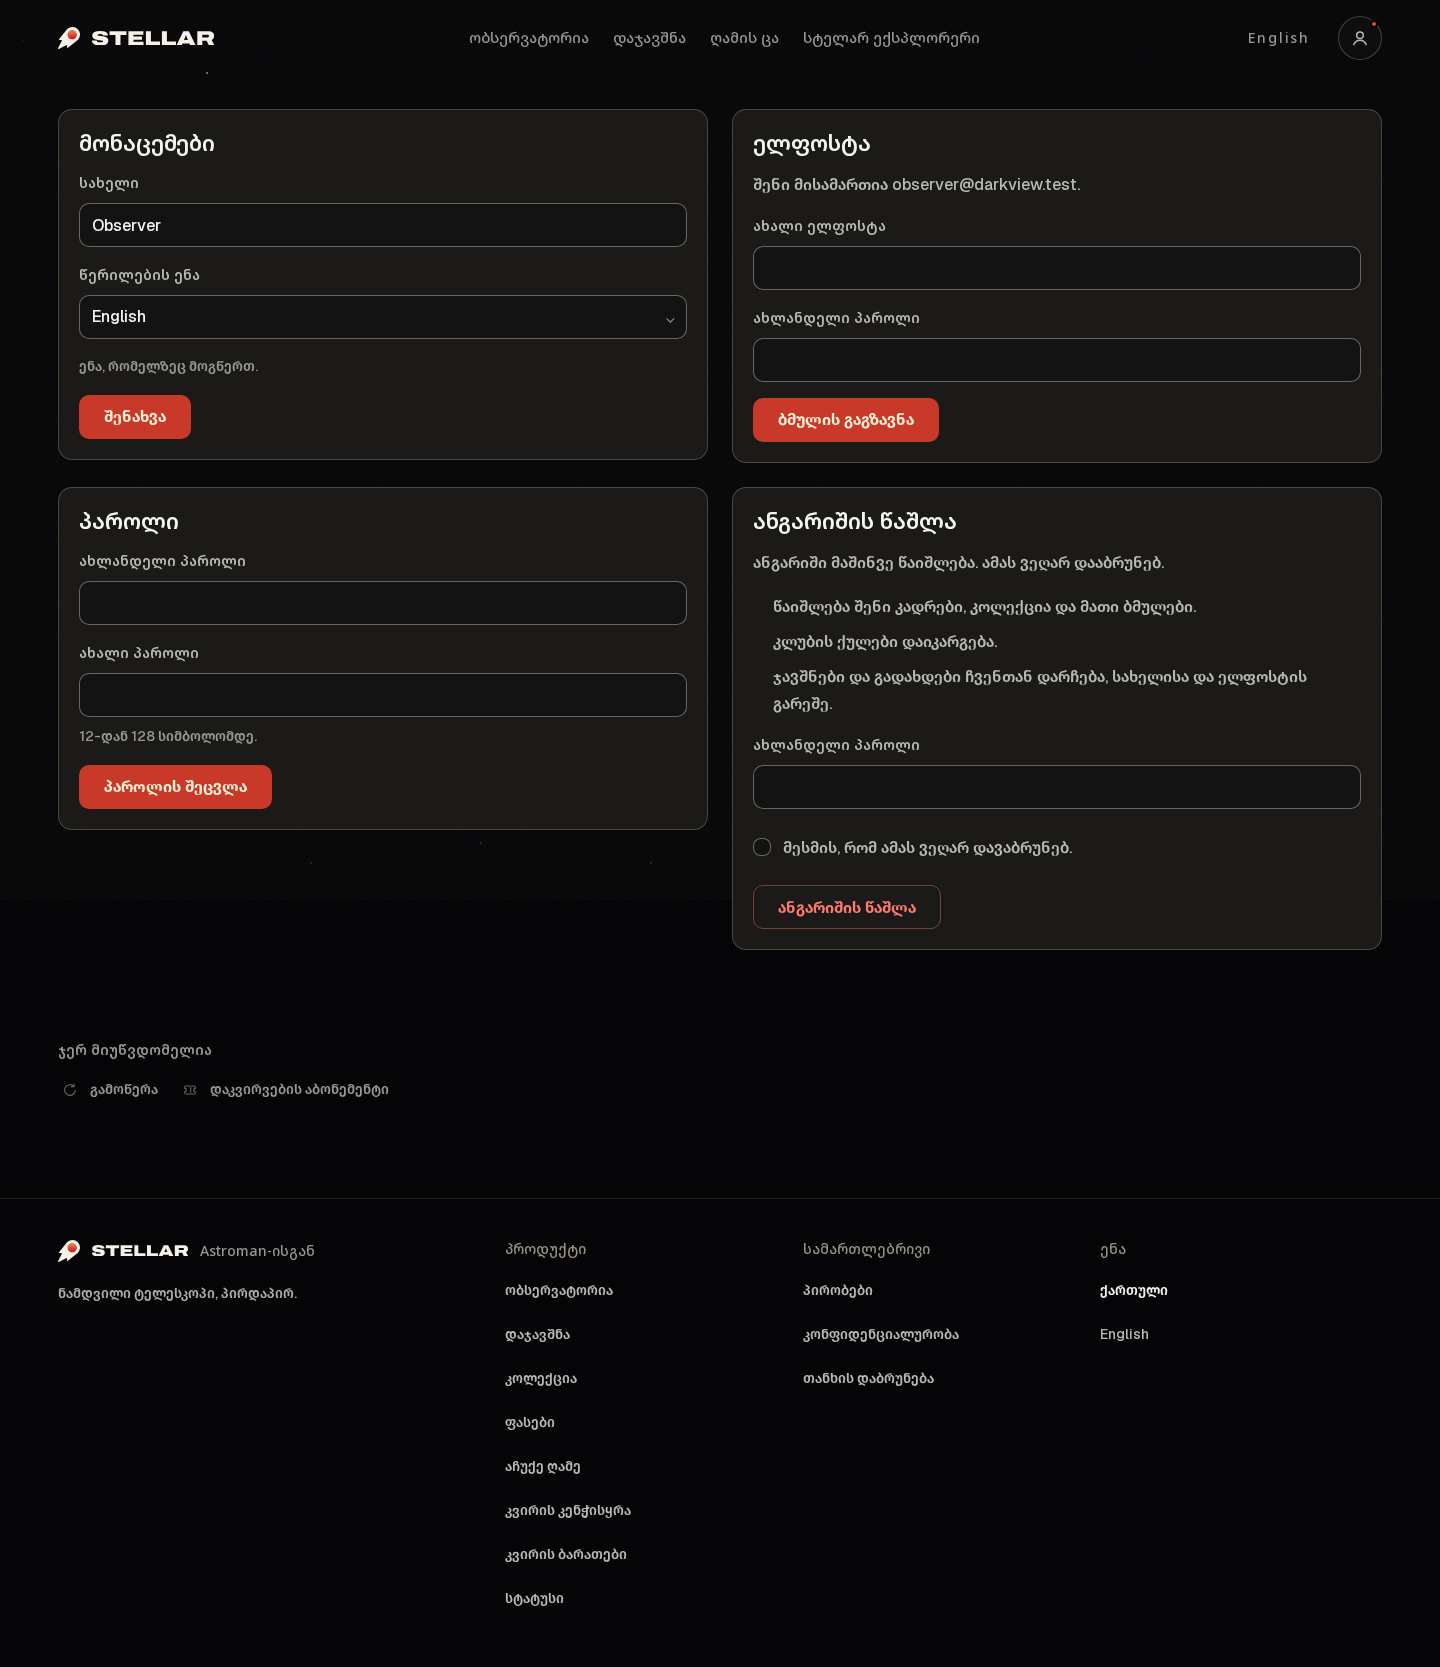 STELLAR
ობსერვატორია
დაჯავშნა
ღამის ცა
სტელარ ექსპლორერი
English
მონაცემები
სახელი
Observer
წერილების ენა
English
ენა, რომელზეც მოგწერთ.
შენახვა
ელფოსტა
შენი მისამართია observer@darkview.test.
ახალი ელფოსტა
ახლანდელი პაროლი
ბმულის გაგზავნა
პაროლი
ახლანდელი პაროლი
ახალი პაროლი
12-დან 128 სიმბოლომდე.
პაროლის შეცვლა
ანგარიშის წაშლა
ანგარიში მაშინვე წაიშლება. ამას ვეღარ დააბრუნებ.
წაიშლება შენი კადრები, კოლექცია და მათი ბმულები.
კლუბის ქულები დაიკარგება.
ჯავშნები და გადახდები ჩვენთან დარჩება, სახელისა და ელფოსტის
გარეშე.
ახლანდელი პაროლი
მესმის, რომ ამას ვეღარ დავაბრუნებ.
ანგარიშის წაშლა
ჯერ მიუწვდომელია
გამოწერა
დაკვირვების აბონემენტი
STELLAR Astroman-ისგან
ნამდვილი ტელესკოპი, პირდაპირ.
პროდუქტი
ობსერვატორია
დაჯავშნა
კოლექცია
ფასები
აჩუქე ღამე
კვირის კენჭისყრა
კვირის ბარათები
სტატუსი
სამართლებრივი
პირობები
კონფიდენციალურობა
თანხის დაბრუნება
ენა
ქართული
English